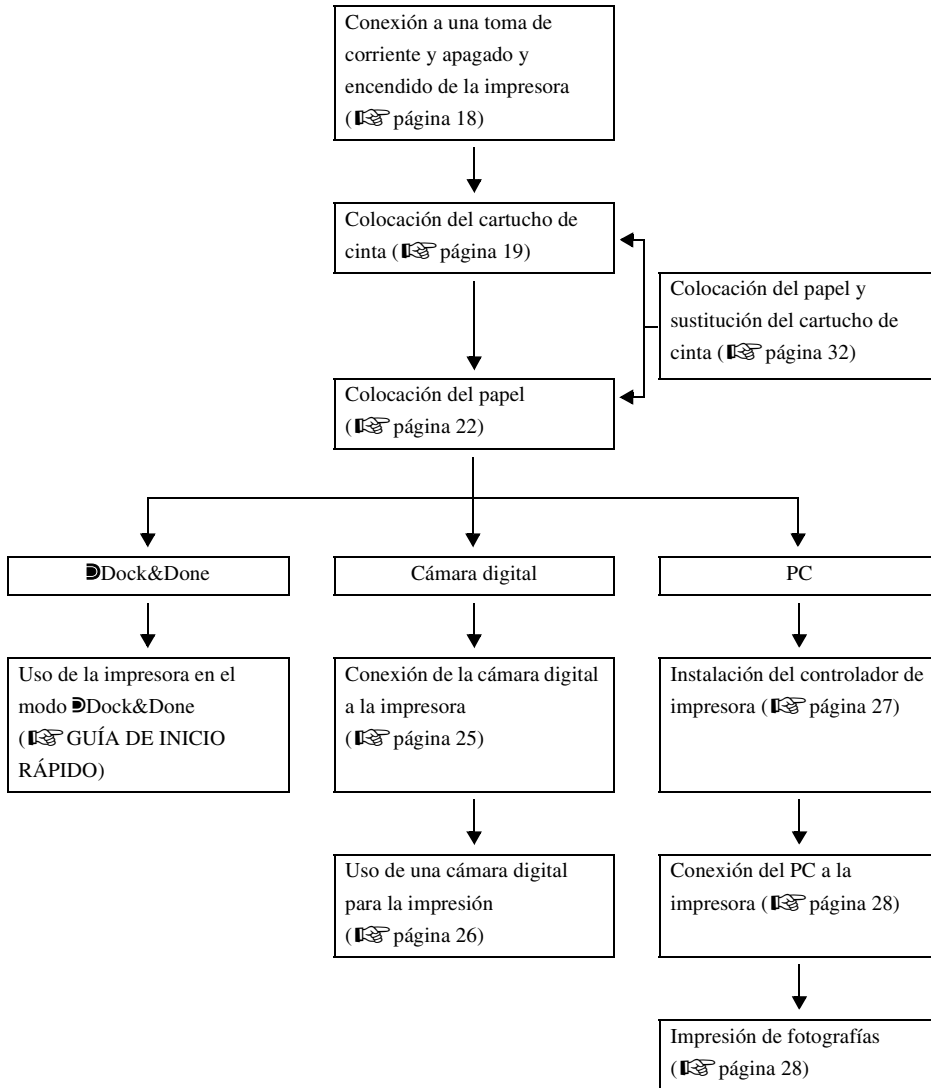 Conexión a una toma de
corriente y apagado y
encendido de la impresora
(☞ página 18)
Colocación del cartucho de
cinta (☞ página 19)
Colocación del papel y
sustitución del cartucho de
cinta (☞ página 32)
Colocación del papel
(☞ página 22)
Dock&Done
Cámara digital
PC
Uso de la impresora en el
modo Dock&Done
(☞ GUÍA DE INICIO
RÁPIDO)
Conexión de la cámara digital
a la impresora
(☞ página 25)
Instalación del controlador de
impresora (☞ página 27)
Uso de una cámara digital
para la impresión
(☞ página 26)
Conexión del PC a la
impresora (☞ página 28)
Impresión de fotografías
(☞ página 28)